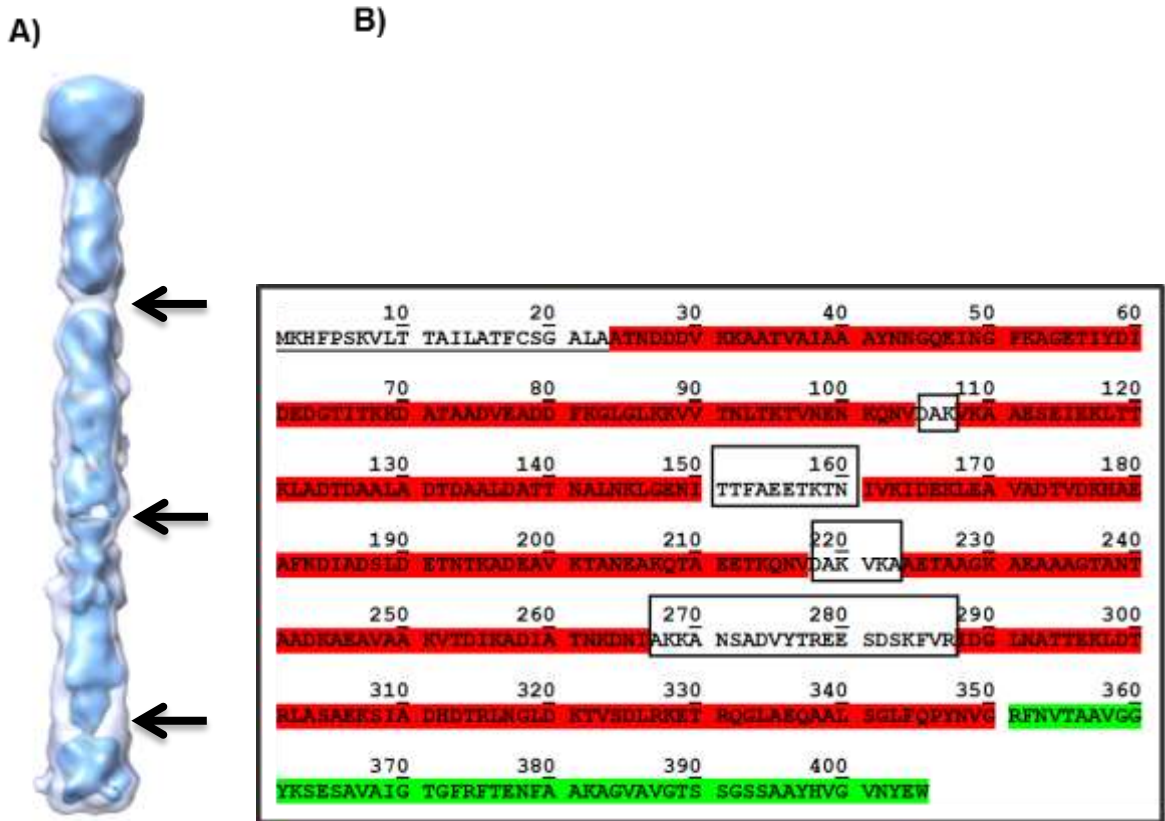 A)
B)
10 20 30 40 50 60
MKHFPSKVLT TAILATFCSG ALAATNDDDV KKAATVAIAA AYNNGQEING FKAGETIYDI
70 80 90 100 110 120
DEDGTITKKD ATAADVEADD FKGLGLKKVV TNLTKTVNEN KQNVDAKVKA AESEIEKLTT
130 140 150 160 170 180
KLADTDAALA DTDAALDATT NALNKLGENI TTFAEETKTN IVKIDEKLEA VADTVDKHAE
190 200 210 220 230 240
AFNDIADSLD ETNTKADEAV KTANEAKQTA EETKQNVDAK VKAAETAAGK AEAAAGTANT
250 260 270 280 290 300
AADKAEAVAA KVTDIKADIA TNKDNIAKKA NSADVYTREE SDSKFVRIDG LNATTEKLDT
310 320 330 340 350 360
RLASAEKSIA DHDTRLNGLD KTVSDLRKET RQGLAEQAAL SGLFQPYNVG RFNVTAAVGG
370 380 390 400
YKSESAVAIG TGFRFTENFA AKAGVAVGTS SGSSAAYHVG VNYEW